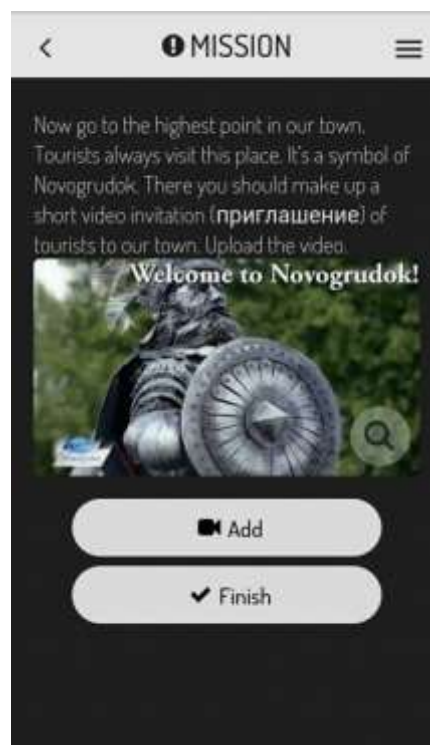 MISSION
Now go to the highest point in our town.
Tourists always visit this place. It's a symbol of
Novogrudok. There you should make up a
short video invitation (приглашение) of
tourists to our town. Upload the video.
Welcome to Novogrudok!
Add
Finish